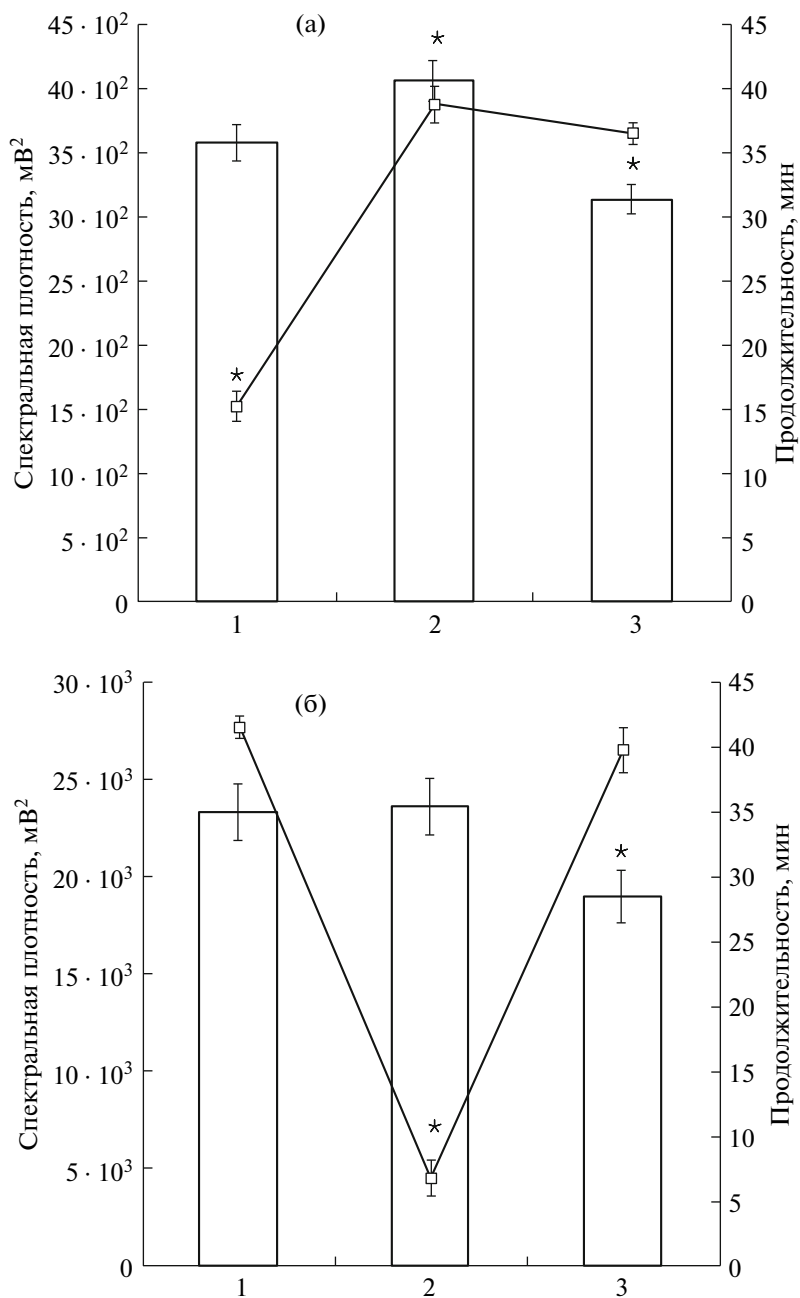 (а)
Спектральная плотность, мВ²
45 · 10²
40 · 10²
35 · 10²
30 · 10²
25 · 10²
20 · 10²
15 · 10²
10 · 10²
5 · 10²
0
45
40
35
30
25
20
15
10
5
0
Продолжительность, мин
1 2 3
(б)
Спектральная плотность, мВ²
30 · 10³
25 · 10³
20 · 10³
15 · 10³
10 · 10³
5 · 10³
0
45
40
35
30
25
20
15
10
5
0
Продолжительность, мин
1 2 3